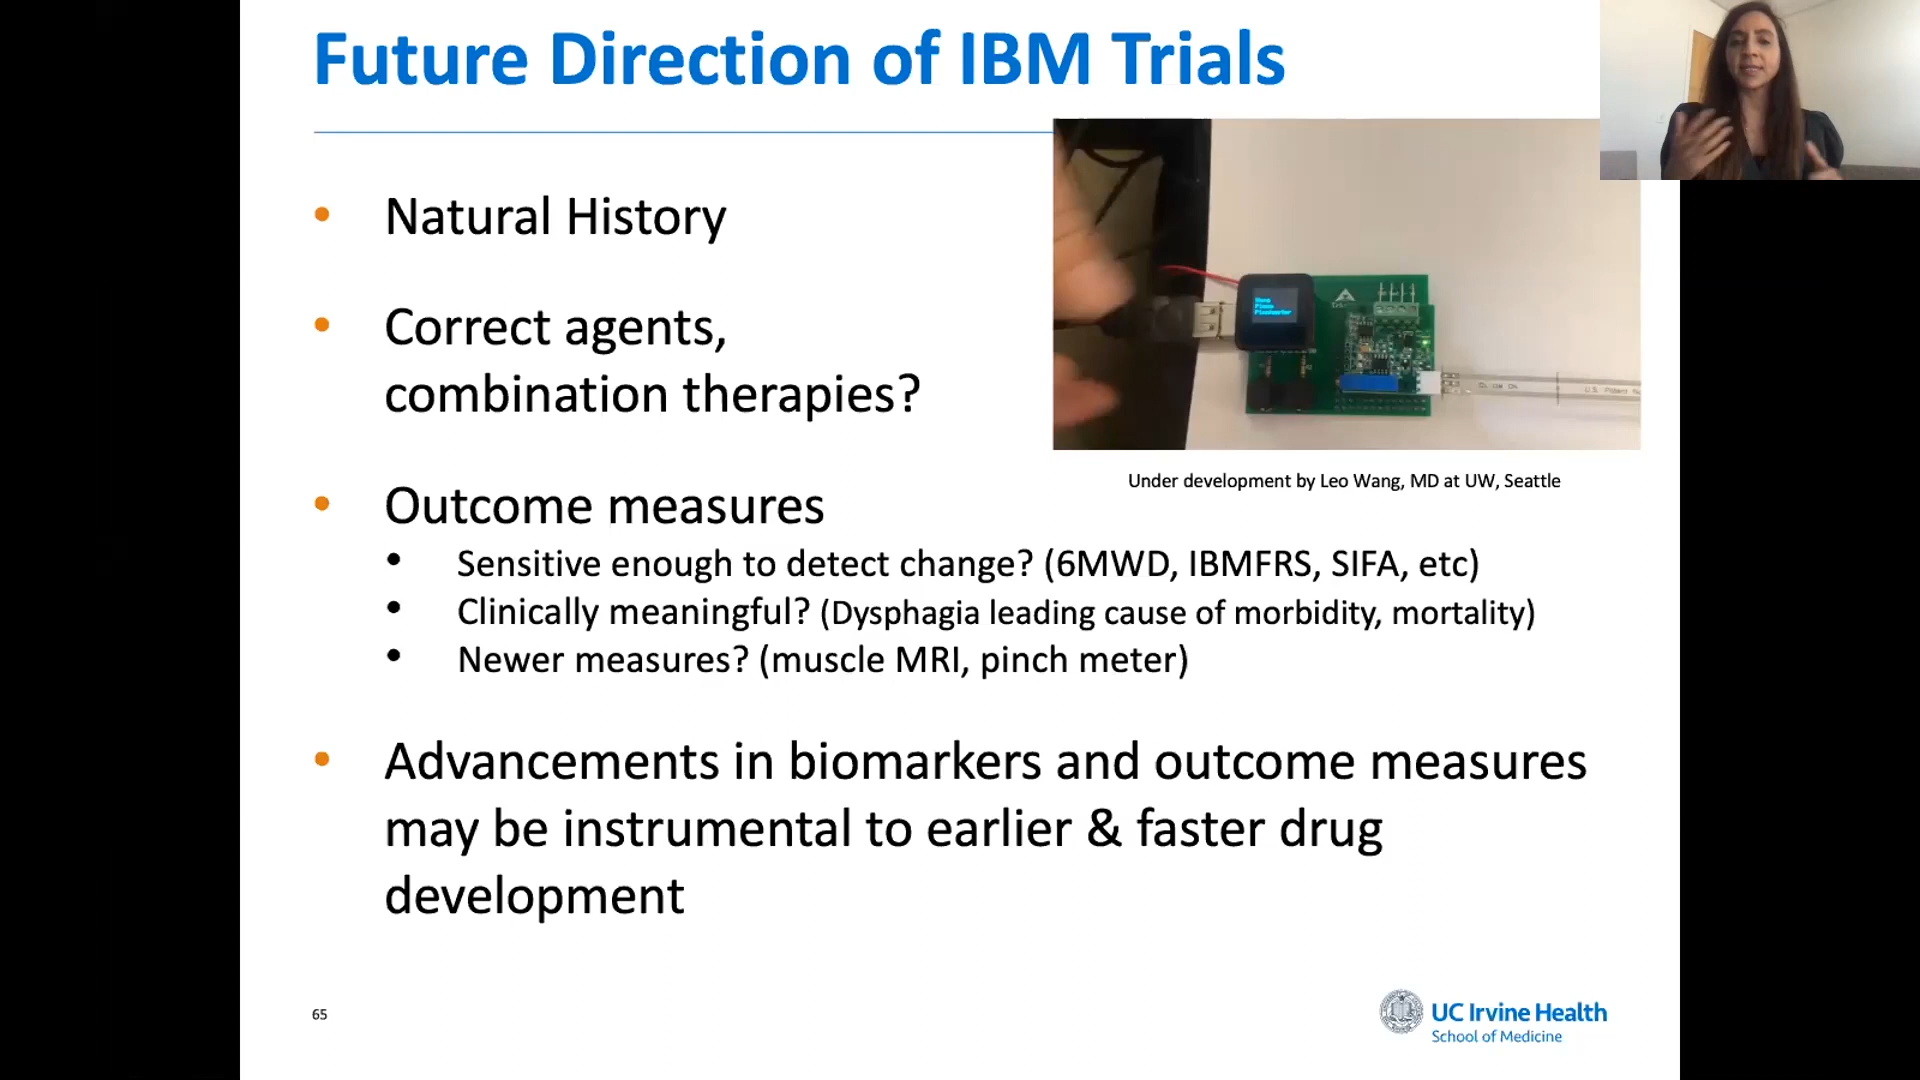 Future Direction of IBM Trials
• Natural History
• Correct agents,
combination therapies?
Under development by Leo Wang, MD at UW, Seattle
• Outcome measures
• Sensitive enough to detect change? (6MWD, IBMFRS, SIFA, etc)
• Clinically meaningful? (Dysphagia leading cause of morbidity, mortality)
• Newer measures? (muscle MRI, pinch meter)
• Advancements in biomarkers and outcome measures
may be instrumental to earlier & faster drug
development
65
UC Irvine Health
School of Medicine